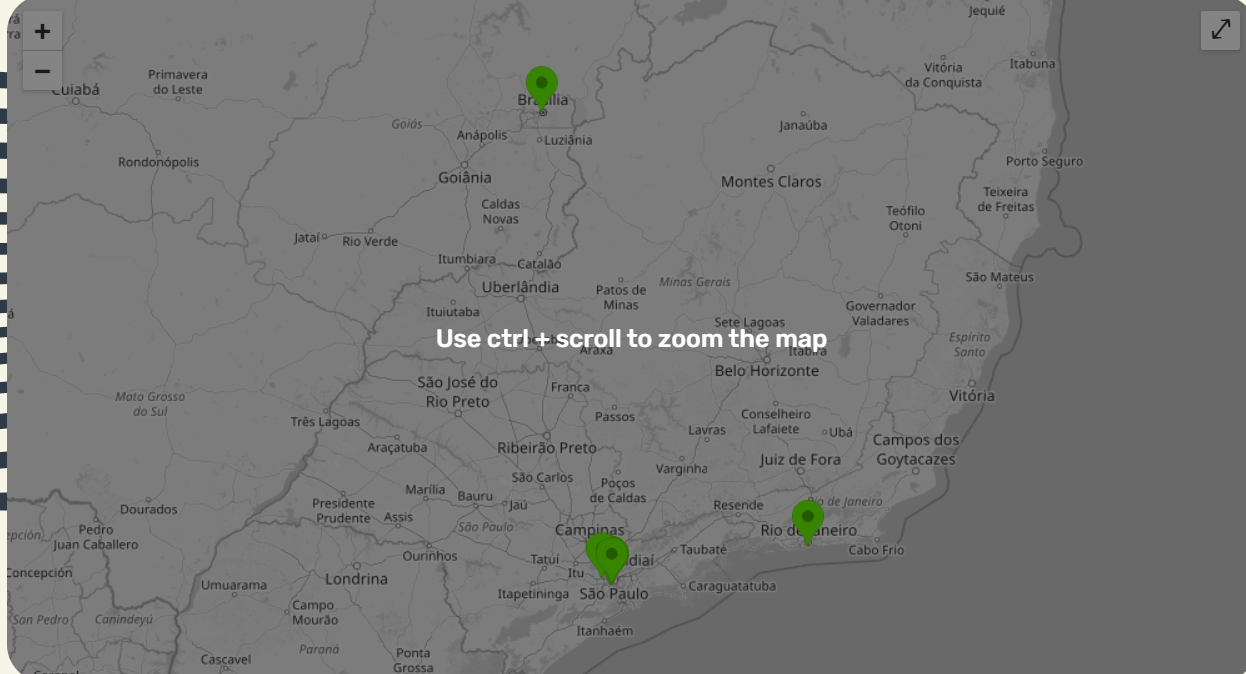 +
−
Jequié
Itabuna
Vitória
da Conquista
Primavera
do Leste
Cuiabá
Brasília
Goiás
Anápolis
Luziânia
Janaúba
Rondonópolis
Goiânia
Montes Claros
Porto Seguro
Teixeira
de Freitas
Caldas
Novas
Teófilo
Otoni
Jataí
Rio Verde
Itumbiara
Catalão
São Mateus
Uberlândia
Patos de
Minas
Minas Gerais
Ituiutaba
Governador
Valadares
Sete Lagoas
Use ctrl + scroll to zoom the map
Araxá
Itabira
Espírito
Santo
Belo Horizonte
São José do
Rio Preto
Franca
Vitória
Mato Grosso
do Sul
Três Lagoas
Passos
Conselheiro
Lafaiete
Ubá
Lavras
Campos dos
Goytacazes
Araçatuba
Ribeirão Preto
Juiz de Fora
Varginha
São Carlos
Poços
de Caldas
Marília
Bauru
Jaú
Resende
Rio de Janeiro
Presidente
Prudente
Assis
São Paulo
Dourados
Pedro
Juan Caballero
Campinas
Rio de Janeiro
Cabo Frio
Ourinhos
Tatuí
Jundiaí
Taubaté
Itu
Concepción
Londrina
Umuarama
Itapetininga
São Paulo
Caraguatatuba
Campo
Mourão
San Pedro
Canindeyú
Itanhaém
Paraná
Cascavel
Ponta
Grossa